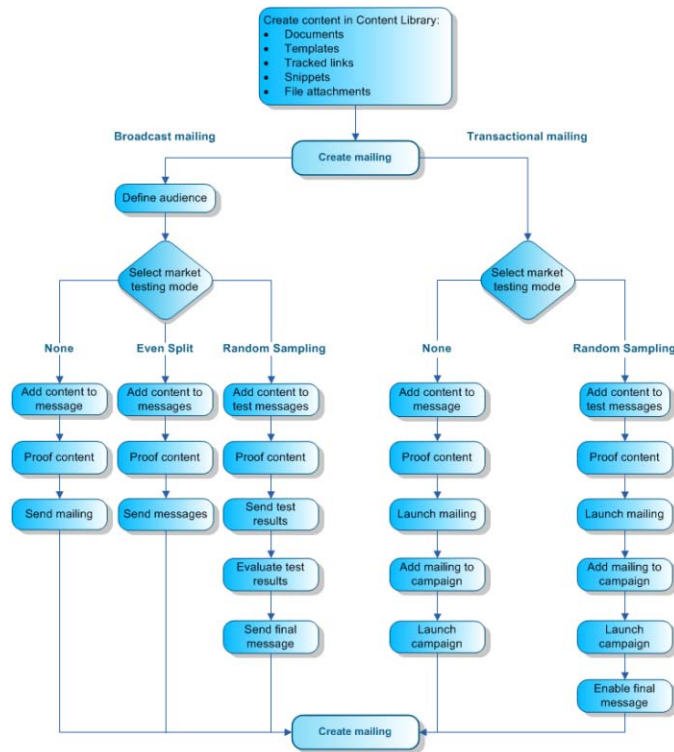 Create content in Content Library:
• Documents
• Templates
• Tracked links
• Snippets
• File attachments
Broadcast mailing
Transactional mailing
Create mailing
Define audience
Select market
testing mode
Select market
testing mode
None
Even Split
Random Sampling
None
Random Sampling
Add content to
message
Add content to
messages
Add content to
test messages
Add content to
message
Add content to
test messages
Proof content
Proof content
Proof content
Proof content
Proof content
Send mailing
Send messages
Send test
results
Launch mailing
Launch mailing
Evaluate test
results
Add mailing to
campaign
Add mailing to
campaign
Send final
message
Launch
campaign
Launch
campaign
Enable final
message
Create mailing